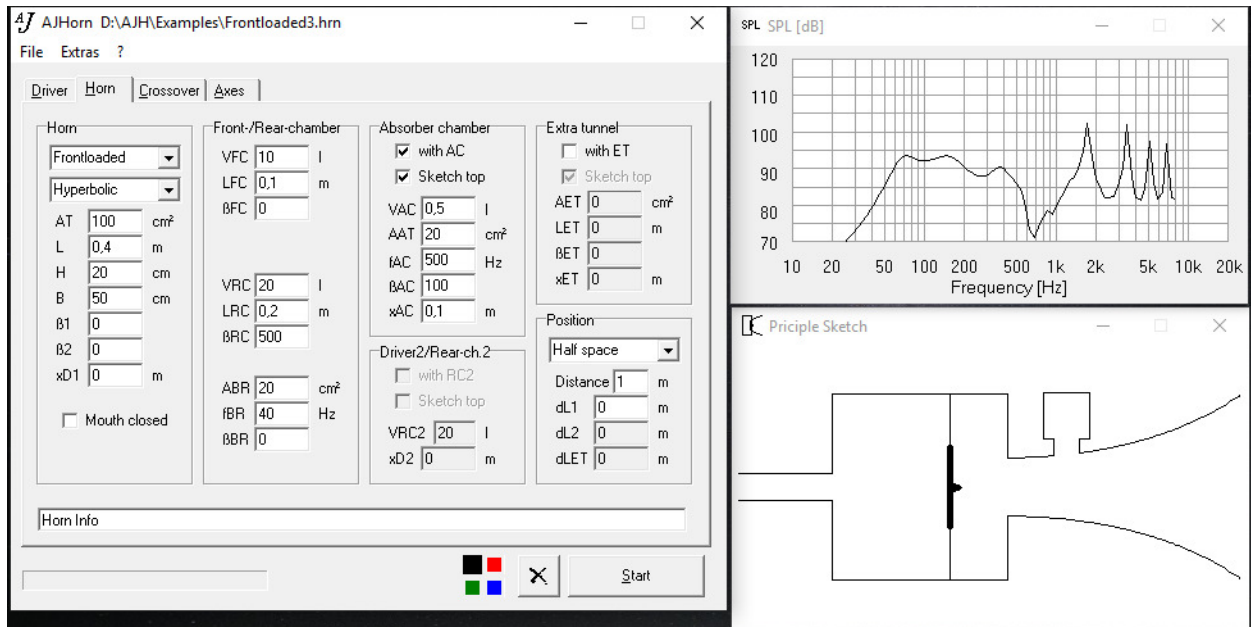 AJ AJHorn D:\AJH\Examples\Frontloaded3.hrn
File Extras ?
Driver Horn Crossover Axes
Horn
Frontloaded
Hyperbolic
AT 100 cm²
L 0,4 m
H 20 cm
B 50 cm
ß1 0
ß2 0
xD1 0 m
Mouth closed
Front-/Rear-chamber
VFC 10 l
LFC 0,1 m
ßFC 0
VRC 20 l
LRC 0,2 m
ßRC 500
ABR 20 cm²
fBR 40 Hz
ßBR 0
Absorber chamber
with AC
Sketch top
VAC 0,5 l
AAT 20 cm²
fAC 500 Hz
ßAC 100
xAC 0,1 m
Driver2/Rear-ch.2
with RC2
Sketch top
VRC2 20 l
xD2 0 m
Extra tunnel
with ET
Sketch top
AET 0 cm²
LET 0 m
ßET 0
xET 0 m
Position
Half space
Distance 1 m
dL1 0 m
dL2 0 m
dLET 0 m
Horn Info
Start
SPL SPL [dB]
120
110
100
90
80
70
10 20 50 100 200 500 1k 2k 5k 10k 20k
Frequency [Hz]
Priciple Sketch